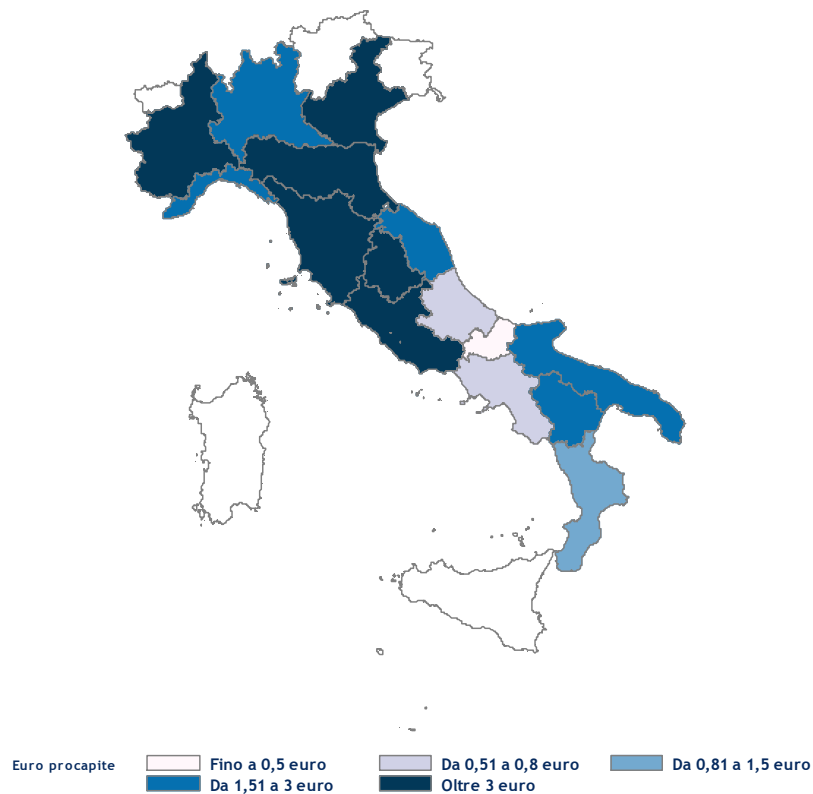 Euro procapite Fino a 0,5 euro Da 0,51 a 0,8 euro Da 0,81 a 1,5 euro
Da 1,51 a 3 euro Oltre 3 euro